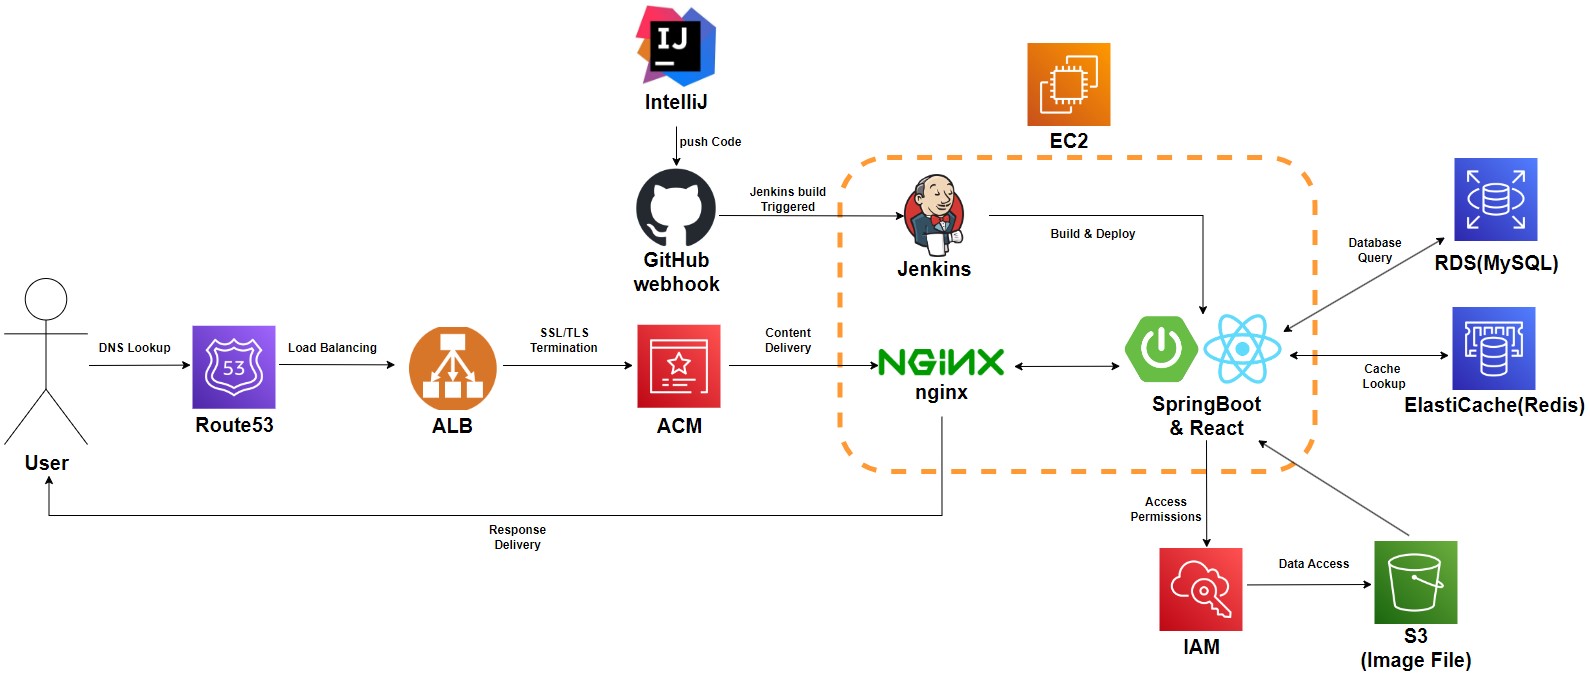 IJ
IntelliJ
push Code
EC2
Jenkins build
Triggered
GitHub
webhook
Jenkins
Build & Deploy
Database
Query
RDS(MySQL)
DNS Lookup
53
Route53
Load Balancing
ALB
SSL/TLS
Termination
ACM
Content
Delivery
NGINX
nginx
SpringBoot
& React
Cache
Lookup
ElastiCache(Redis)
User
Response
Delivery
Access
Permissions
IAM
Data Access
S3
(Image File)